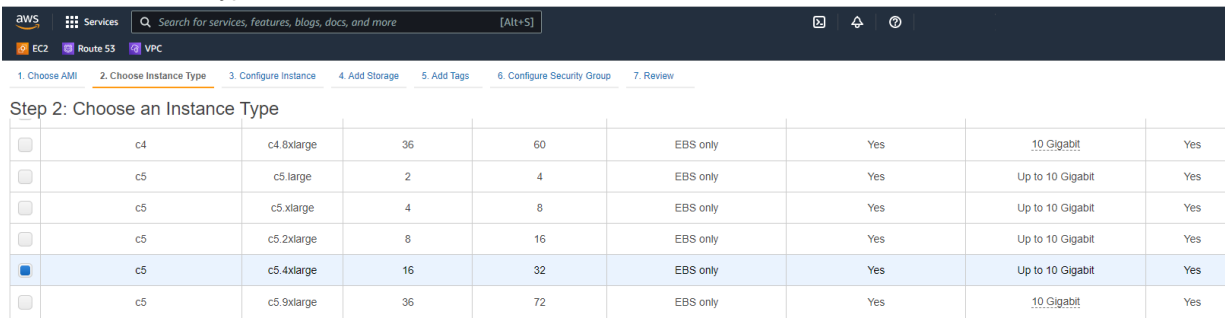 aws Services Search for services, features, blogs, docs, and more [Alt+S]
EC2 Route 53 VPC
1. Choose AMI 2. Choose Instance Type 3. Configure Instance 4. Add Storage 5. Add Tags 6. Configure Security Group 7. Review
Step 2: Choose an Instance Type
c4 c4.8xlarge 36 60 EBS only Yes 10 Gigabit Yes
c5 c5.large 2 4 EBS only Yes Up to 10 Gigabit Yes
c5 c5.xlarge 4 8 EBS only Yes Up to 10 Gigabit Yes
c5 c5.2xlarge 8 16 EBS only Yes Up to 10 Gigabit Yes
c5 c5.4xlarge 16 32 EBS only Yes Up to 10 Gigabit Yes
c5 c5.9xlarge 36 72 EBS only Yes 10 Gigabit Yes